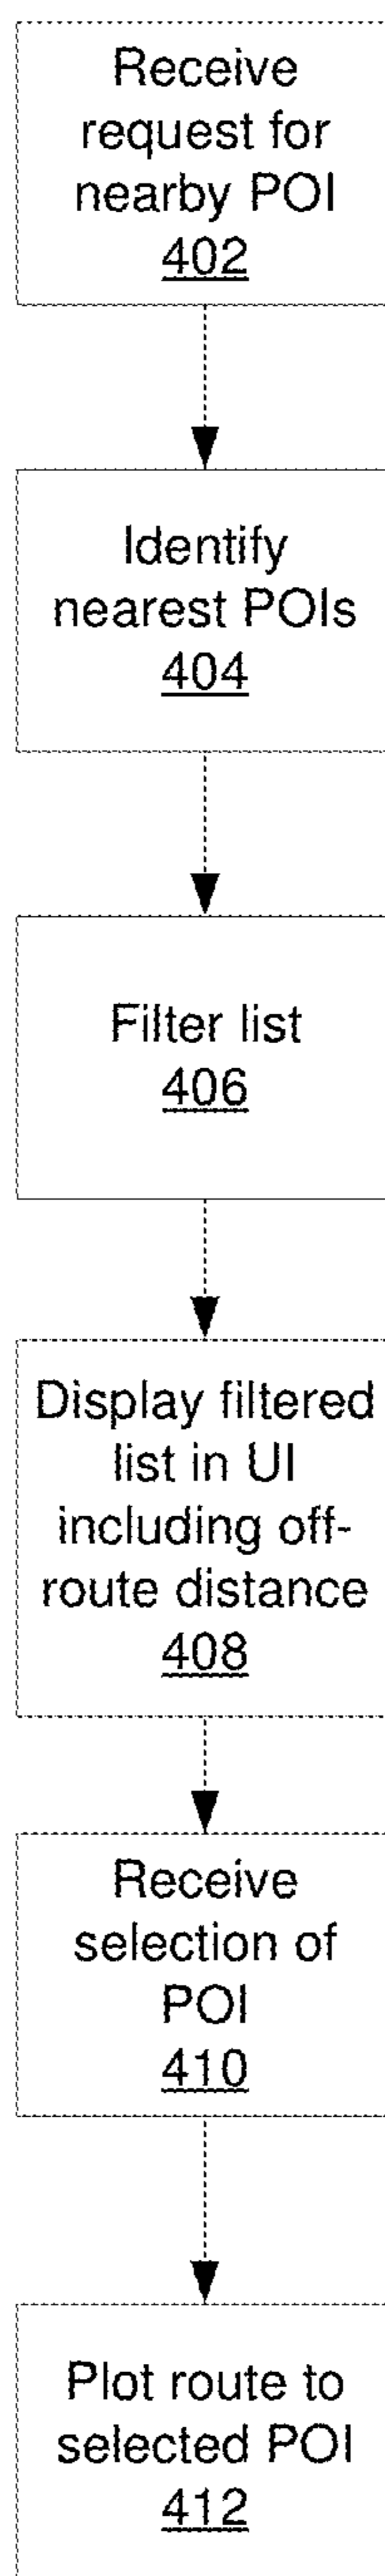 Receive
request for
nearby POI
402
Identify
nearest POIs
404
Filter list
406
Display filtered
list in UI
including off-
route distance
408
Receive
selection of
POI
410
Plot route to
selected POI
412